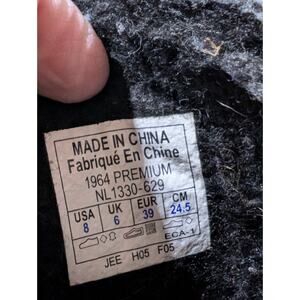 MADE IN CHINA
Fabriqué En Chine
1964 PREMIUM
NL1330-629
USA UK EUR CM
8 6 39 24.5
ECA-1
JEE H05 F05